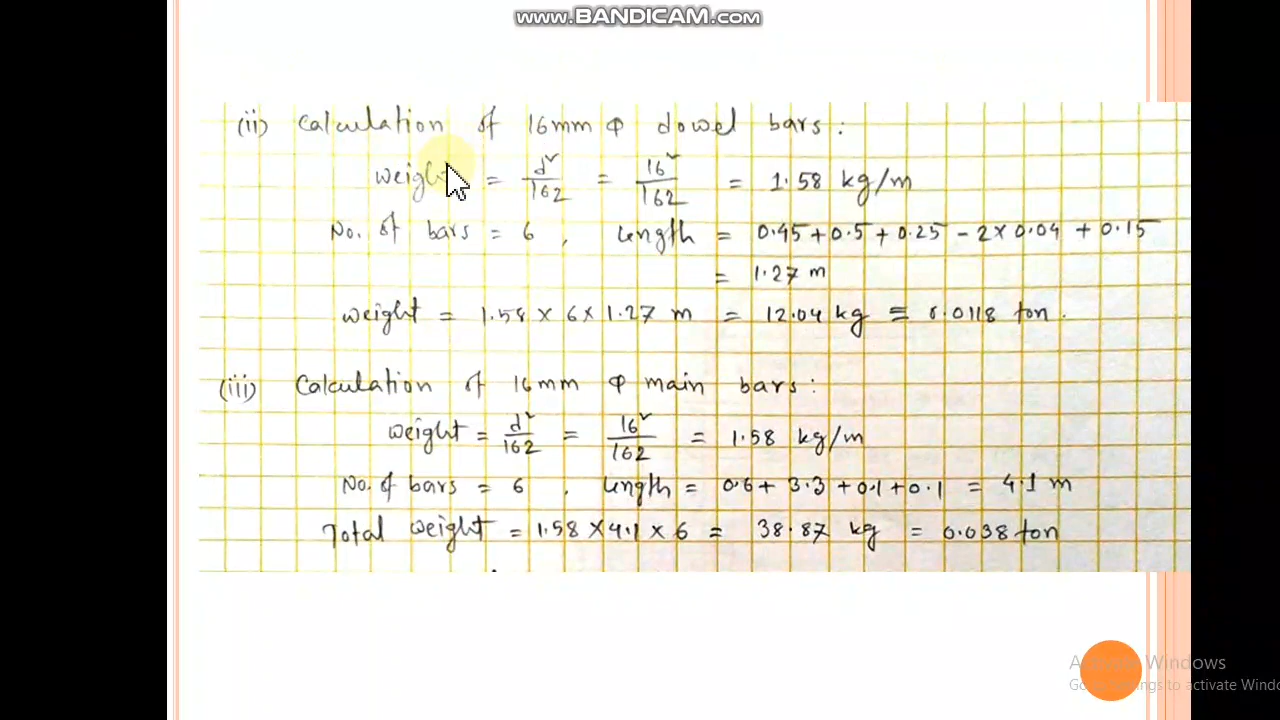 www.BANDICAM.com
(ii) Calculation of 16mm Φ dowel bars:
weight = d²/162 = 16²/162 = 1.58 kg/m
No. of bars = 6, Length = 0.45+0.5+0.25-2×0.04+0.15
= 1.27 m
weight = 1.58×6×1.27 m = 12.04 kg = 0.0118 ton.
(iii) Calculation of 16mm Φ main bars:
weight = d²/162 = 16²/162 = 1.58 kg/m
No. of bars = 6, Length = 0.6+3.3+0.1+0.1 = 4.1 m
Total weight = 1.58×4.1×6 = 38.87 kg = 0.038 ton
Windows
to activate